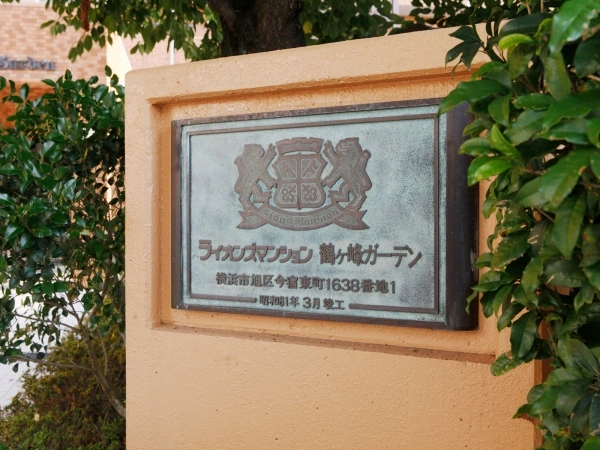 Lions Mansion
ライオンズマンション 鶴ヶ峰ガーデン
横浜市旭区今宿東町1638番地1
昭和61年 3月 竣工